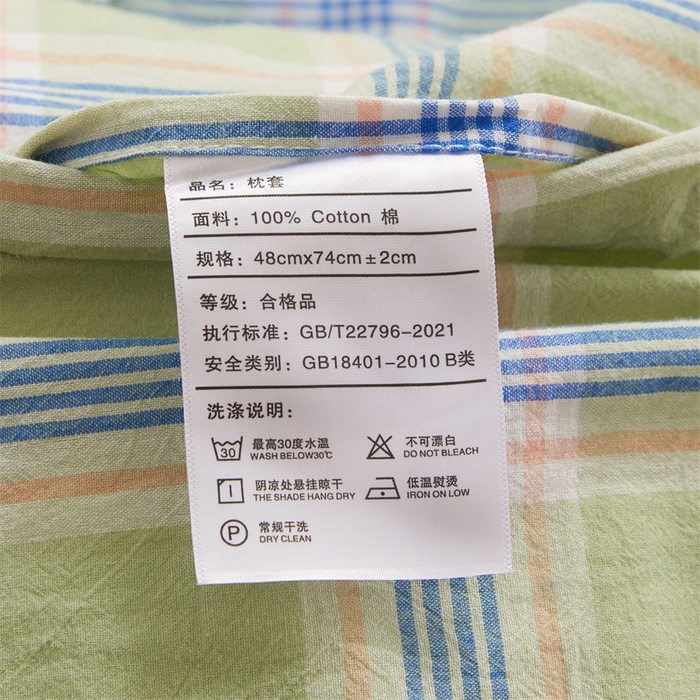 品名：枕套
面料：100% Cotton 棉
规格：48cmx74cm±2cm
等级：合格品
执行标准：GB/T22796-2021
安全类别：GB18401-2010 B类
洗涤说明：
30 最高30度水温
WASH BELOW30℃
不可漂白
DO NOT BLEACH
阴凉处悬挂晾干
THE SHADE HANG DRY
低温熨烫
IRON ON LOW
P 常规干洗
DRY CLEAN